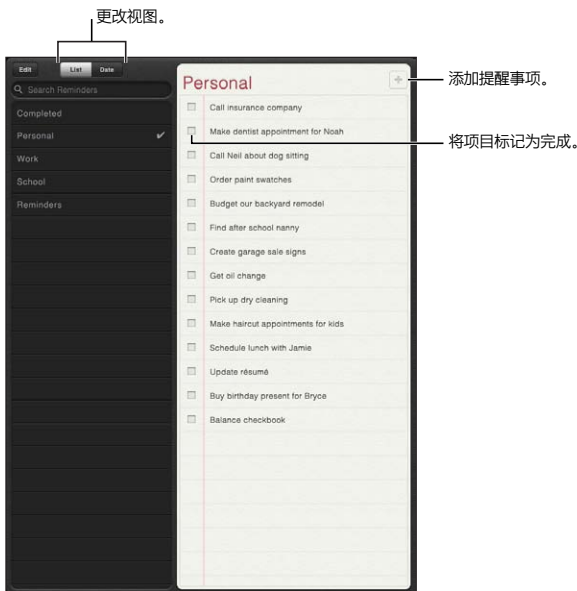 更改视图。
Edit
List
Date
Search Reminders
Completed
Personal
Work
School
Reminders
Personal
添加提醒事项。
Call insurance company
Make dentist appointment for Noah
将项目标记为完成。
Call Neil about dog sitting
Order paint swatches
Budget our backyard remodel
Find after school nanny
Create garage sale signs
Get oil change
Pick up dry cleaning
Make haircut appointments for kids
Schedule lunch with Jamie
Update résumé
Buy birthday present for Bryce
Balance checkbook